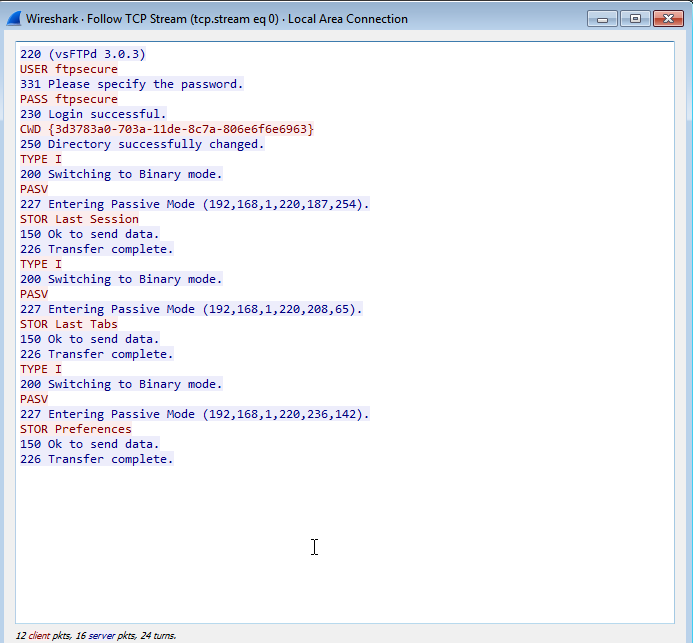 Wireshark · Follow TCP Stream (tcp.stream eq 0) · Local Area Connection
220 (vsFTPd 3.0.3)
USER ftpsecure
331 Please specify the password.
PASS ftpsecure
230 Login successful.
CWD {3d3783a0-703a-11de-8c7a-806e6f6e6963}
250 Directory successfully changed.
TYPE I
200 Switching to Binary mode.
PASV
227 Entering Passive Mode (192,168,1,220,187,254).
STOR Last Session
150 Ok to send data.
226 Transfer complete.
TYPE I
200 Switching to Binary mode.
PASV
227 Entering Passive Mode (192,168,1,220,208,65).
STOR Last Tabs
150 Ok to send data.
226 Transfer complete.
TYPE I
200 Switching to Binary mode.
PASV
227 Entering Passive Mode (192,168,1,220,236,142).
STOR Preferences
150 Ok to send data.
226 Transfer complete.
12 client pkts, 16 server pkts, 24 turns.